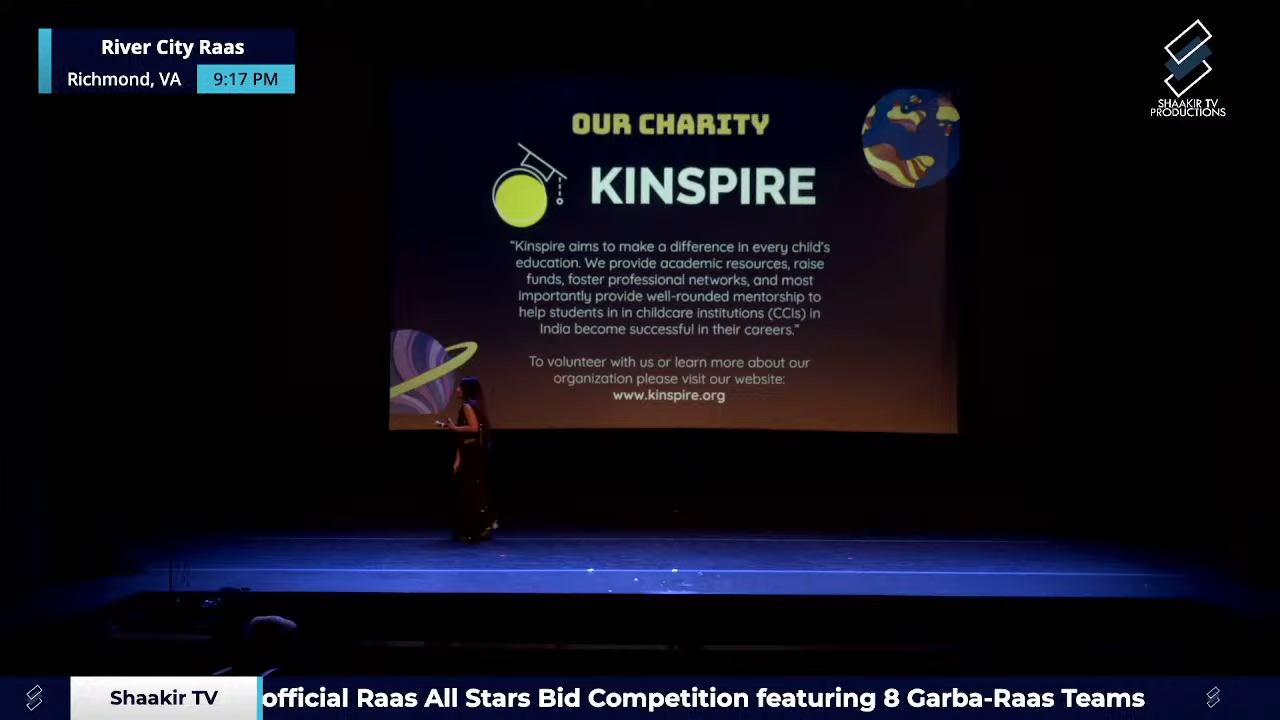 River City Raas
Richmond, VA
9:17 PM
SHAAKIR TV
PRODUCTIONS
OUR CHARITY
KINSPIRE
“Kinspire aims to make a difference in every child’s
education. We provide academic resources, raise
funds, foster professional networks, and most
importantly provide well-rounded mentorship to
help students in in childcare institutions (CCIs) in
India become successful in their careers.”
To volunteer with us or learn more about our
organization please visit our website:
www.kinspire.org
Shaakir TV
official Raas All Stars Bid Competition featuring 8 Garba-Raas Teams